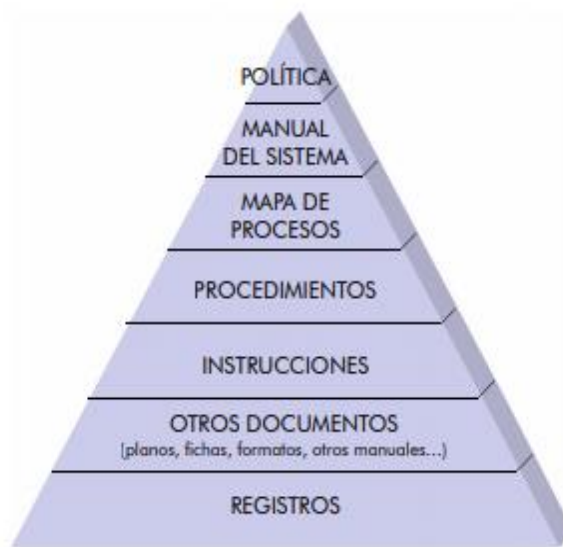 POLÍTICA
MANUAL
DEL SISTEMA
MAPA DE
PROCESOS
PROCEDIMIENTOS
INSTRUCCIONES
OTROS DOCUMENTOS
(planos, fichas, formatos, otros manuales...)
REGISTROS